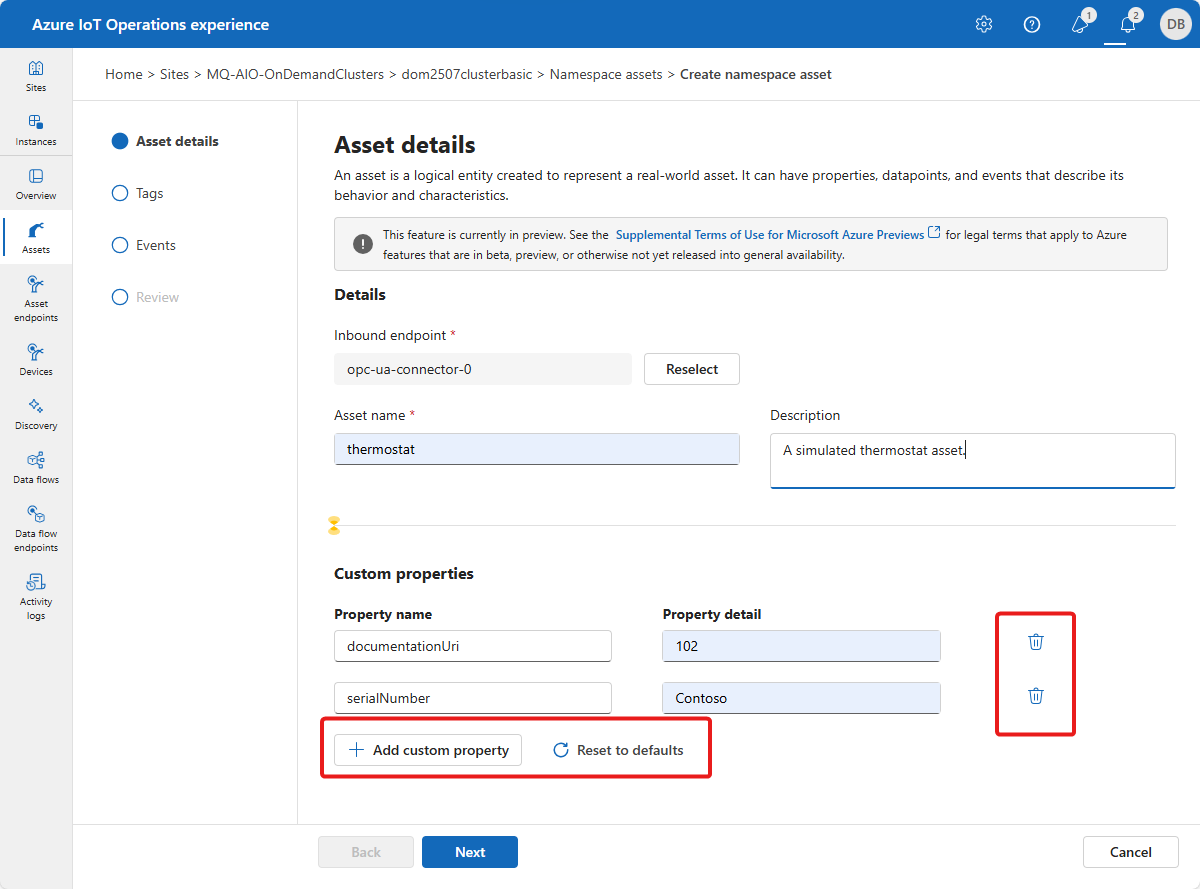 Azure IoT Operations experience
1
2
DB
Sites
Instances
Overview
Assets
Asset
endpoints
Devices
Discovery
Data flows
Data flow
endpoints
Activity
logs
Home > Sites > MQ-AIO-OnDemandClusters > dom2507clusterbasic > Namespace assets > Create namespace asset
Asset details
Tags
Events
Review
Asset details
An asset is a logical entity created to represent a real-world asset. It can have properties, datapoints, and events that describe its
behavior and characteristics.
This feature is currently in preview. See the Supplemental Terms of Use for Microsoft Azure Previews for legal terms that apply to Azure
features that are in beta, preview, or otherwise not yet released into general availability.
Details
Inbound endpoint *
opc-ua-connector-0
Reselect
Asset name *
Description
thermostat
A simulated thermostat asset.
Custom properties
Property name
Property detail
documentationUri
102
serialNumber
Contoso
Add custom property
Reset to defaults
Back
Next
Cancel